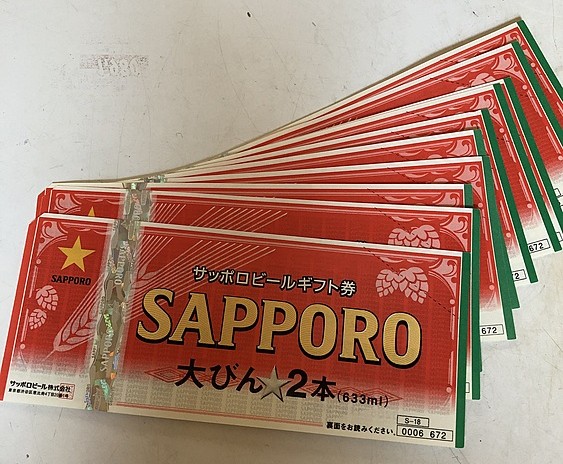 SAPPORO
サッポロビールギフト券
SAPPORO
大びん★2本(633ml)
サッポロビール株式会社
S-18
裏面をお読みください。
0006 672
672
672
2